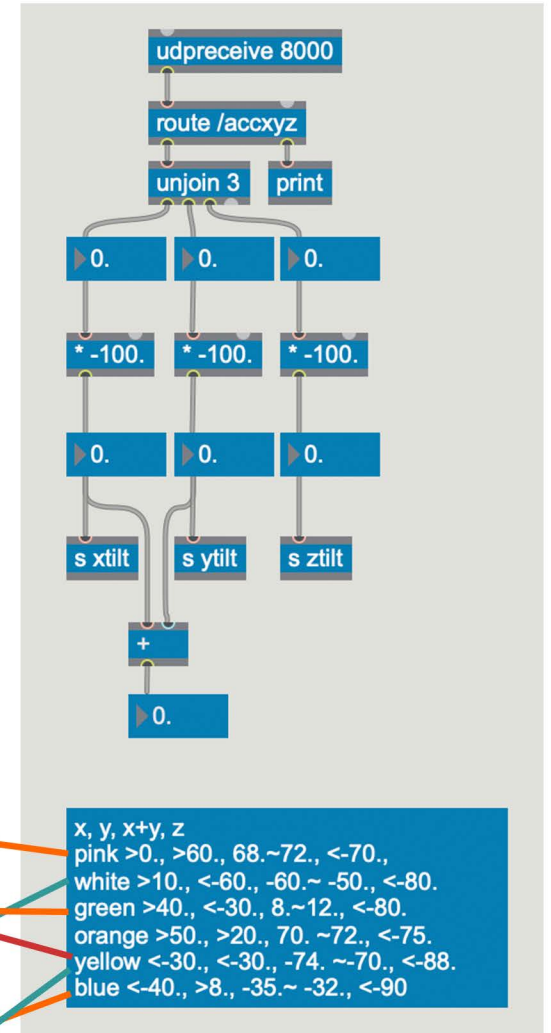 udpreceive 8000
route /accxyz
unjoin 3
print
0.
0.
0.
* -100.
* -100.
* -100.
0.
0.
0.
s xtilt
s ytilt
s ztilt
+
0.
x, y, x+y, z
pink >0., >60., 68.~72., <-70.,
white >10., <-60., -60.~ -50., <-80.
green >40., <-30., 8.~12., <-80.
orange >50., >20., 70. ~72., <-75.
yellow <-30., <-30., -74. ~-70., <-88.
blue <-40., >8., -35.~ -32., <-90